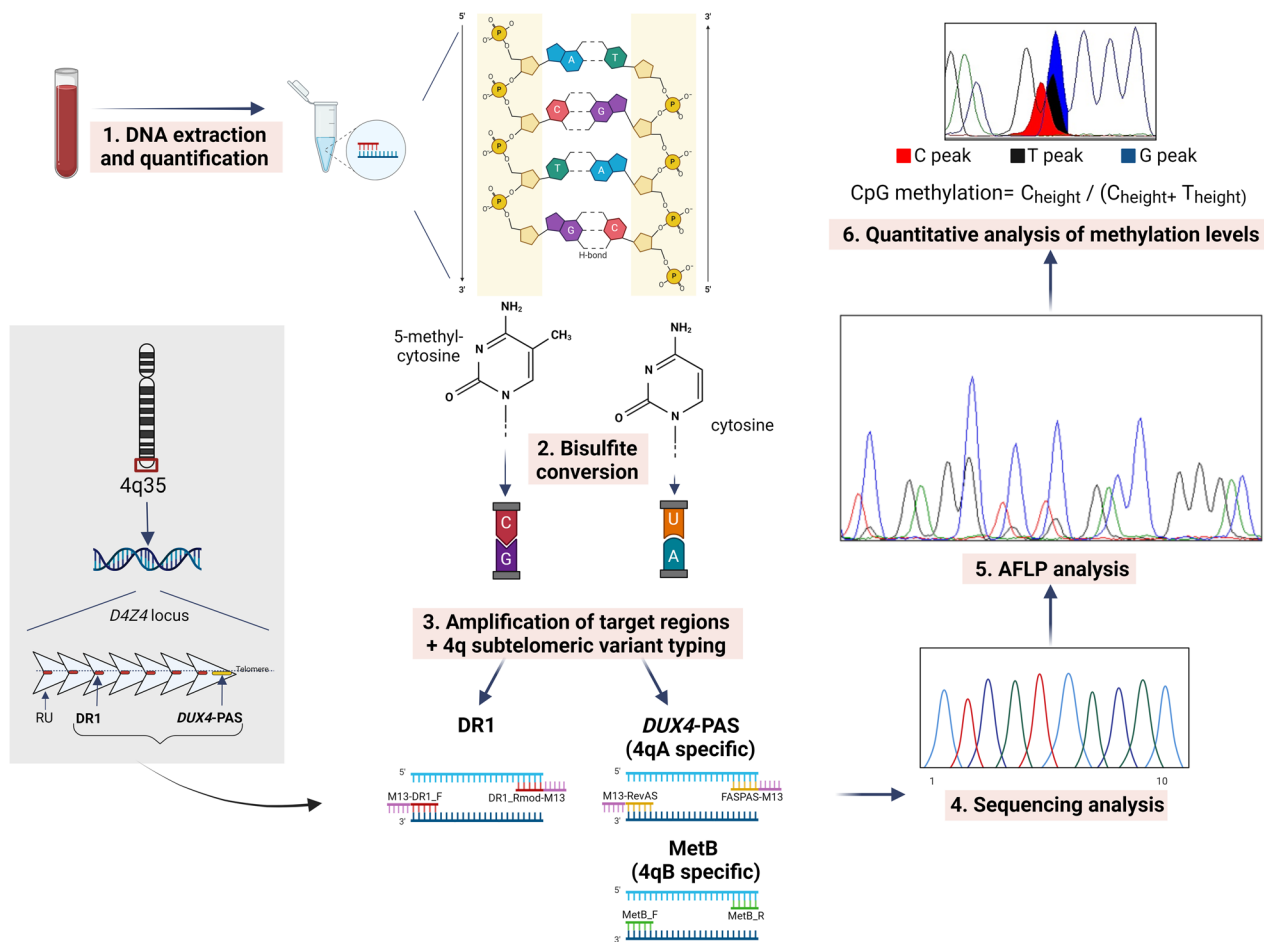 1. DNA extraction
and quantification
5'
3'
P
O
O⁻
O
A
T
P
O
O⁻
O
C
G
P
O
O⁻
O
T
A
P
O
O⁻
O
G
C
P
O
O⁻
O
P
O
O⁻
O
P
O
O⁻
O
P
O
O⁻
O
H-bond
3'
5'
NH₂
5-methyl-
cytosine
CH₃
N
O
N
NH₂
N
O
N
cytosine
2. Bisulfite
conversion
C
G
U
A
4q35
D4Z4 locus
Telomere
RU
DR1
DUX4-PAS
3. Amplification of target regions
+ 4q subtelomeric variant typing
DR1
5'
M13-DR1_F
DR1_Rmod-M13
3'
DUX4-PAS
(4qA specific)
5'
M13-RevAS
FASPAS-M13
3'
MetB
(4qB specific)
5'
MetB_F
MetB_R
3'
1
10
4. Sequencing analysis
5. AFLP analysis
C peak
T peak
G peak
CpG methylation= Cheight / (Cheight+ Theight)
6. Quantitative analysis of methylation levels